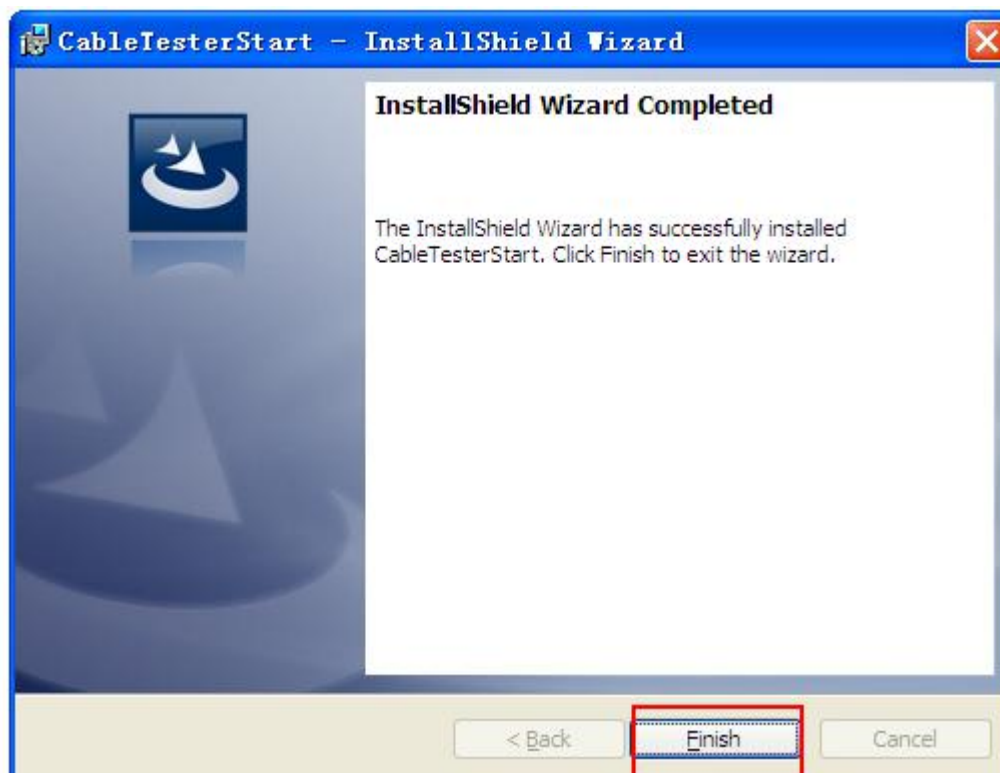 CableTesterStart - InstallShield Wizard
InstallShield Wizard Completed
The InstallShield Wizard has successfully installed
CableTesterStart. Click Finish to exit the wizard.
< Back Finish Cancel